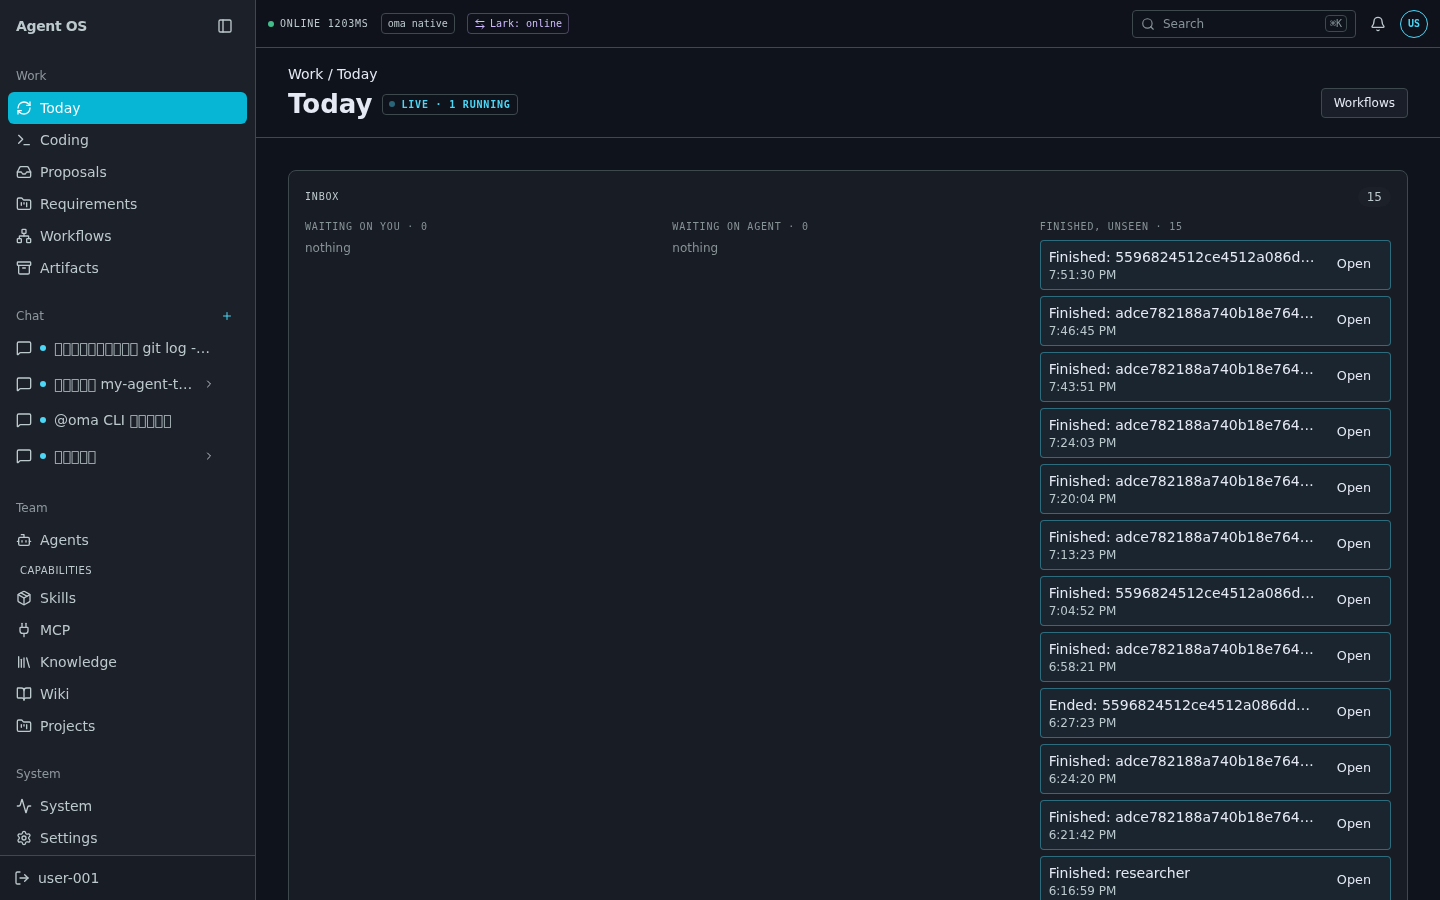 Agent OS
ONLINE 1203MS
oma native
Lark: online
Search
⌘K
US
Work
Today
Coding
Proposals
Requirements
Workflows
Artifacts
Chat
git log -...
my-agent-t...
@oma CLI
Team
Agents
CAPABILITIES
Skills
MCP
Knowledge
Wiki
Projects
System
System
Settings
user-001
Work / Today
Today
LIVE · 1 RUNNING
Workflows
INBOX
15
WAITING ON YOU · 0
nothing
WAITING ON AGENT · 0
nothing
FINISHED, UNSEEN · 15
Finished: 5596824512ce4512a086d...
7:51:30 PM
Open
Finished: adce782188a740b18e764...
7:46:45 PM
Open
Finished: adce782188a740b18e764...
7:43:51 PM
Open
Finished: adce782188a740b18e764...
7:24:03 PM
Open
Finished: adce782188a740b18e764...
7:20:04 PM
Open
Finished: adce782188a740b18e764...
7:13:23 PM
Open
Finished: 5596824512ce4512a086d...
7:04:52 PM
Open
Finished: adce782188a740b18e764...
6:58:21 PM
Open
Ended: 5596824512ce4512a086dd...
6:27:23 PM
Open
Finished: adce782188a740b18e764...
6:24:20 PM
Open
Finished: adce782188a740b18e764...
6:21:42 PM
Open
Finished: researcher
6:16:59 PM
Open